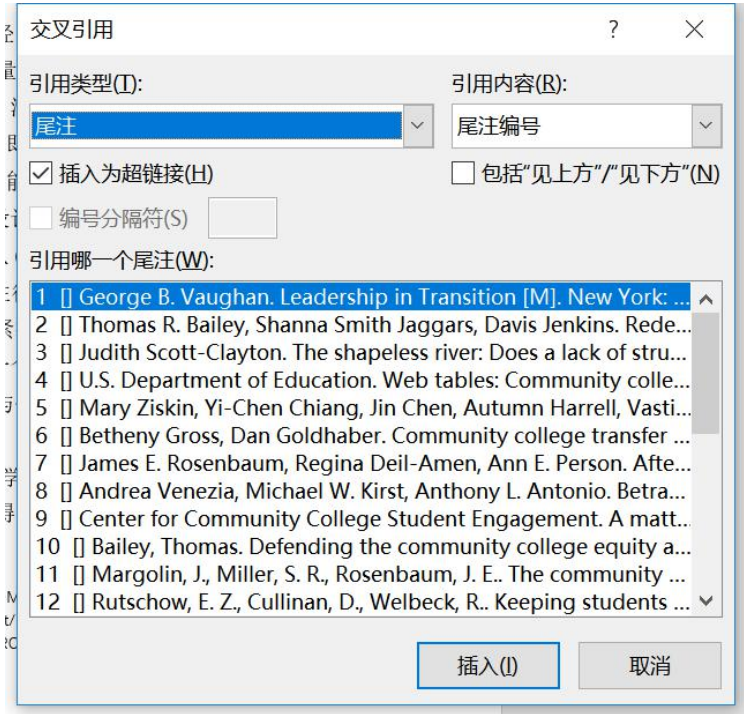 交叉引用
引用类型(T):
引用内容(R):
尾注
尾注编号
插入为超链接(H)
包括“见上方”/“见下方”(N)
编号分隔符(S)
引用哪一个尾注(W):
1 [] George B. Vaughan. Leadership in Transition [M]. New York: ...
2 [] Thomas R. Bailey, Shanna Smith Jaggars, Davis Jenkins. Rede...
3 [] Judith Scott-Clayton. The shapeless river: Does a lack of stru...
4 [] U.S. Department of Education. Web tables: Community colle...
5 [] Mary Ziskin, Yi-Chen Chiang, Jin Chen, Autumn Harrell, Vasti...
6 [] Betheny Gross, Dan Goldhaber. Community college transfer ...
7 [] James E. Rosenbaum, Regina Deil-Amen, Ann E. Person. Afte...
8 [] Andrea Venezia, Michael W. Kirst, Anthony L. Antonio. Betra...
9 [] Center for Community College Student Engagement. A matt...
10 [] Bailey, Thomas. Defending the community college equity a...
11 [] Margolin, J., Miller, S. R., Rosenbaum, J. E.. The community ...
12 [] Rutschow, E. Z., Cullinan, D., Welbeck, R.. Keeping students ...
插入(I)
取消